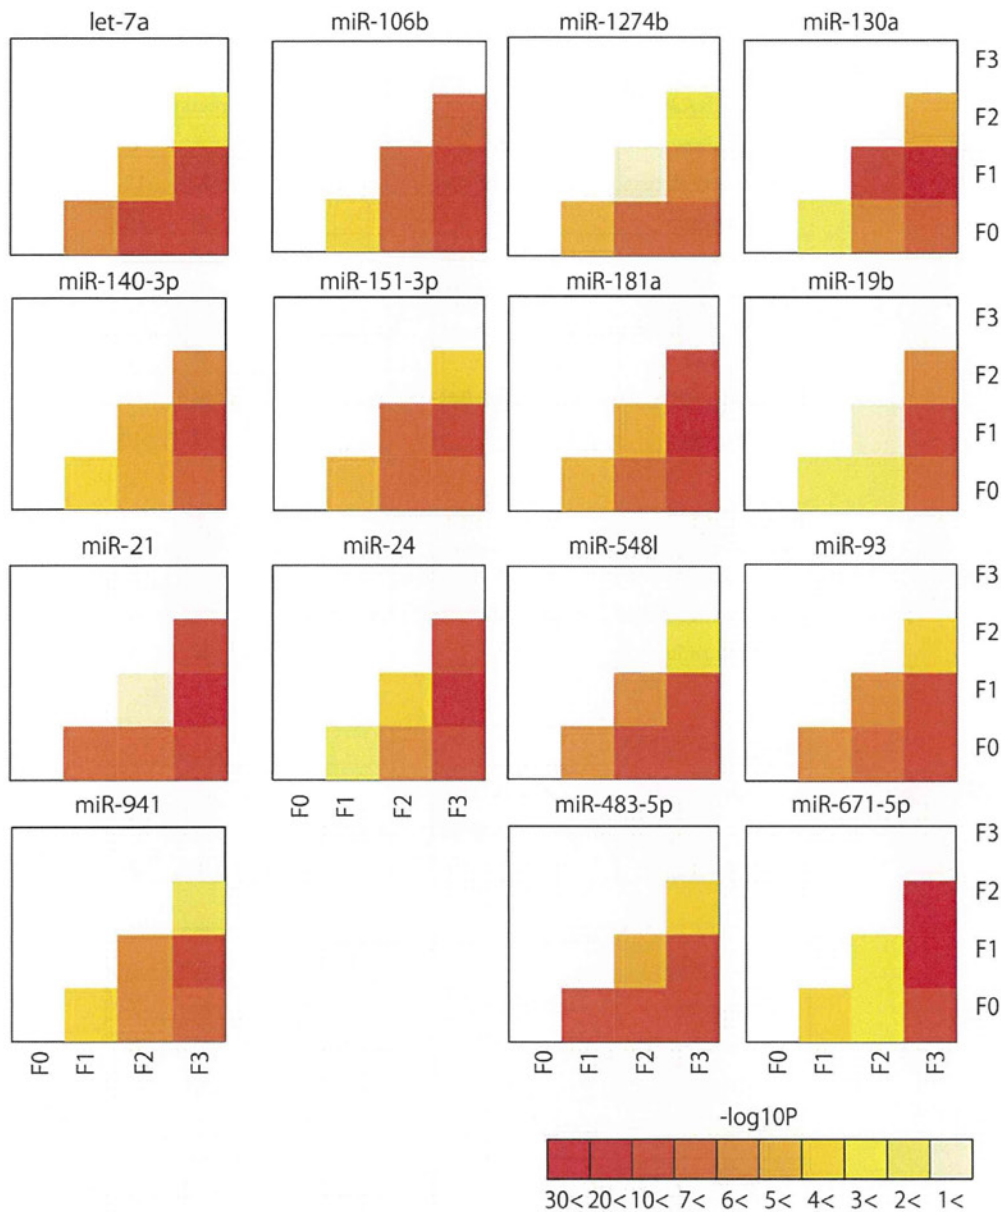 let-7a miR-106b miR-1274b miR-130a
F3
F2
F1
F0
miR-140-3p miR-151-3p miR-181a miR-19b
F3
F2
F1
F0
miR-21 miR-24 miR-548l miR-93
F3
F2
F1
F0
F0 F1 F2 F3
miR-941 miR-483-5p miR-671-5p
F3
F2
F1
F0
F0 F1 F2 F3 F0 F1 F2 F3 F0 F1 F2 F3
-log10P
30< 20< 10< 7< 6< 5< 4< 3< 2< 1<